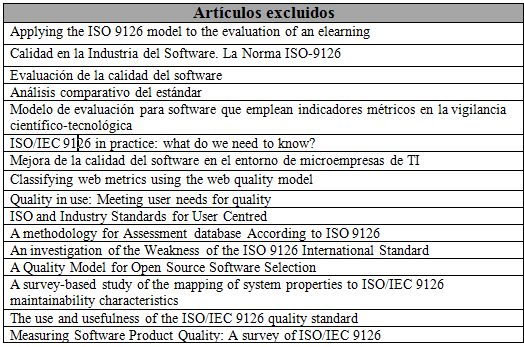 Artículos excluidos
Applying the ISO 9126 model to the evaluation of an elearning
Calidad en la Industria del Software. La Norma ISO-9126
Evaluación de la calidad del software
Análisis comparativo del estándar
Modelo de evaluación para software que emplean indicadores métricos en la vigilancia
científico-tecnológica
ISO/IEC 9126 in practice: what do we need to know?
Mejora de la calidad del software en el entorno de microempresas de TI
Classifying web metrics using the web quality model
Quality in use: Meeting user needs for quality
ISO and Industry Standards for User Centred
A methodology for Assessment database According to ISO 9126
An investigation of the Weakness of the ISO 9126 International Standard
A Quality Model for Open Source Software Selection
A survey-based study of the mapping of system properties to ISO/IEC 9126
maintainability characteristics
The use and usefulness of the ISO/IEC 9126 quality standard
Measuring Software Product Quality: A survey of ISO/IEC 9126